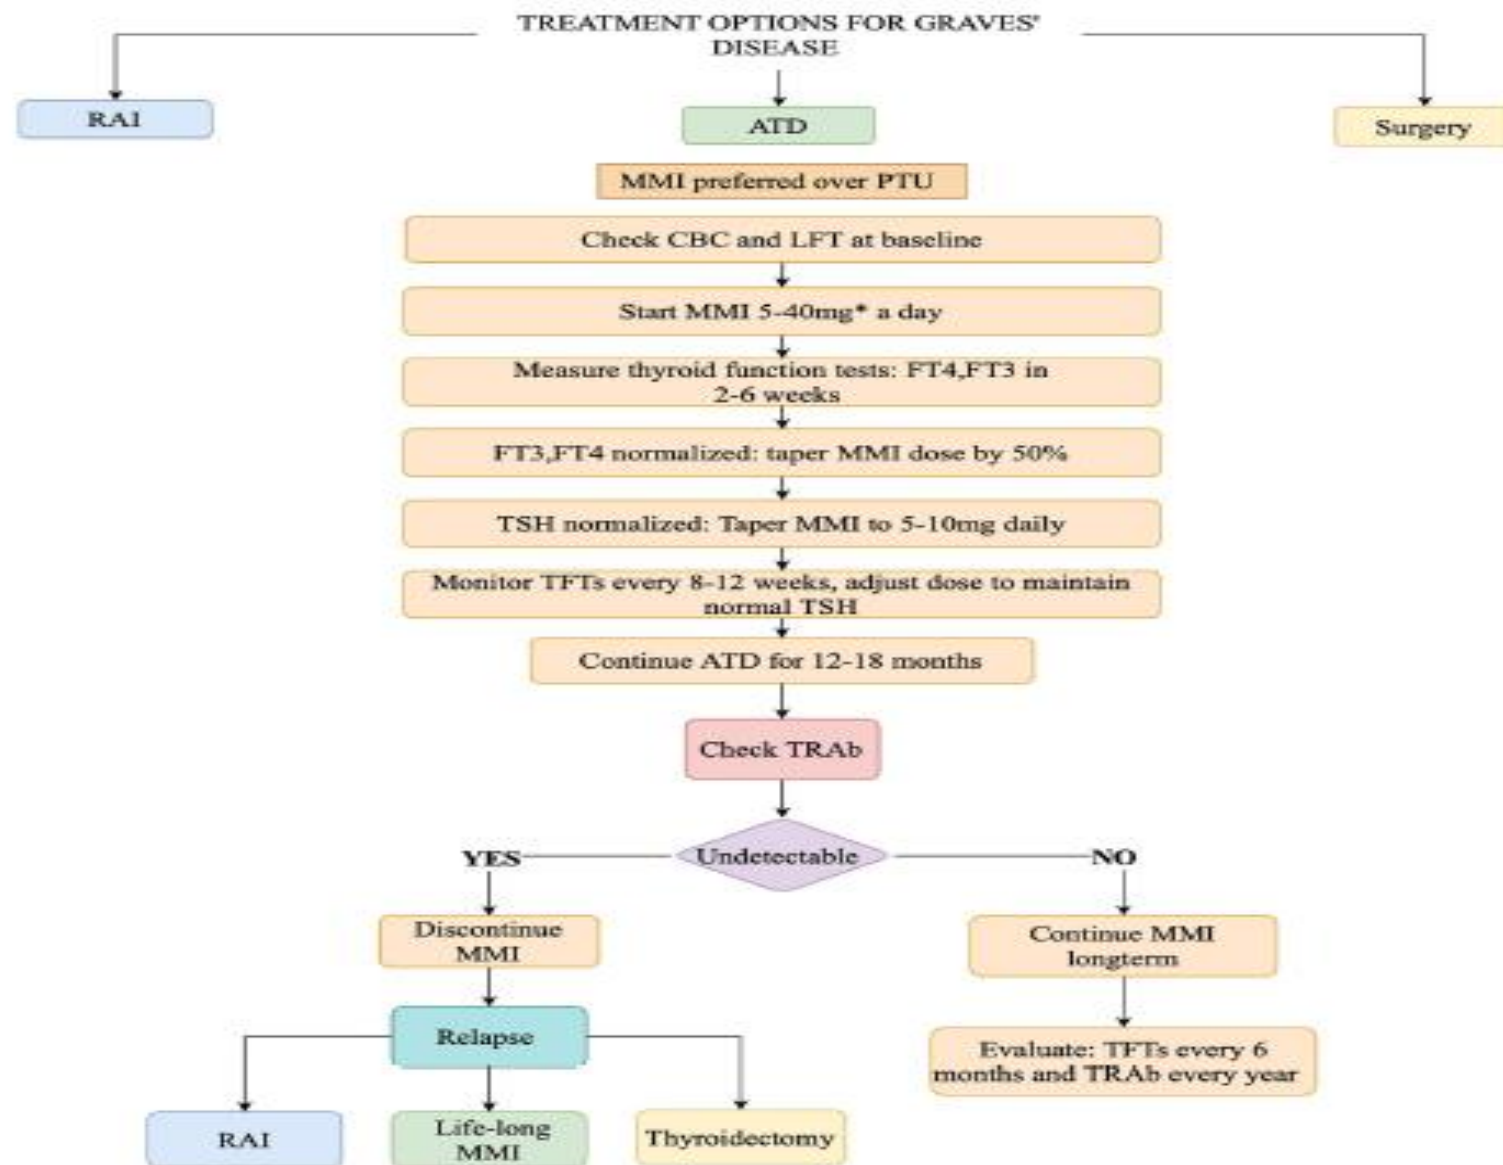 TREATMENT OPTIONS FOR GRAVES'
DISEASE
RAI
ATD
Surgery
MMI preferred over PTU
Check CBC and LFT at baseline
Start MMI 5-40mg* a day
Measure thyroid function tests: FT4,FT3 in
2-6 weeks
FT3,FT4 normalized: taper MMI dose by 50%
TSH normalized: Taper MMI to 5-10mg daily
Monitor TFTs every 8-12 weeks, adjust dose to maintain
normal TSH
Continue ATD for 12-18 months
Check TRAb
YES
Undetectable
NO
Discontinue
MMI
Continue MMI
longterm
Relapse
Evaluate: TFTs every 6
months and TRAb every year
RAI
Life-long
MMI
Thyroidectomy